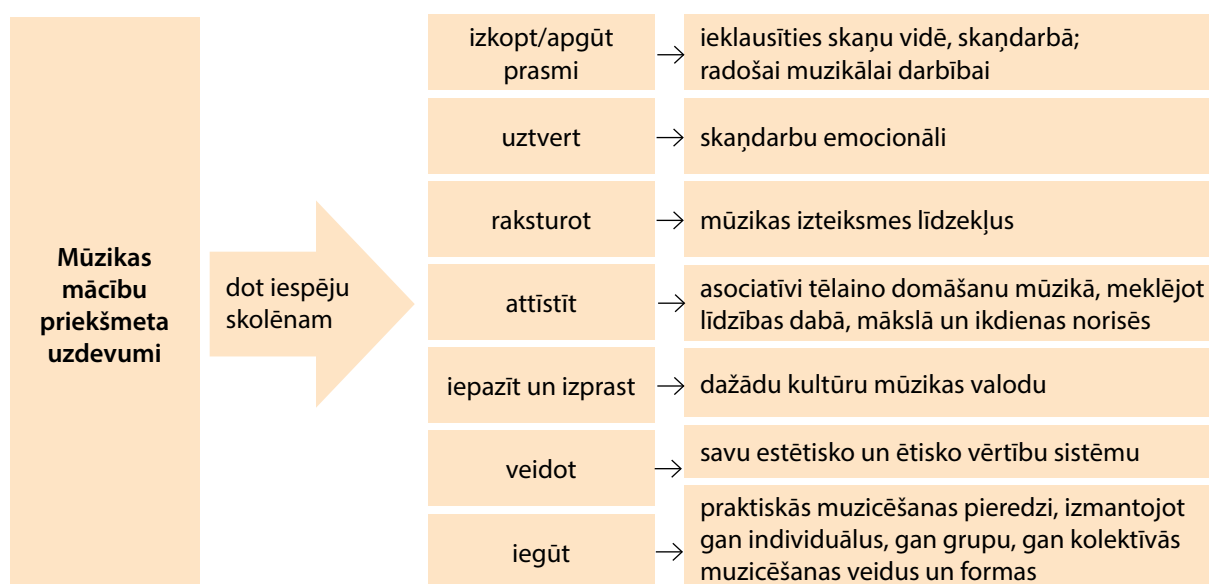 Mūzikas
mācību
priekšmeta
uzdevumi
dot iespēju
skolēnam
izkopt/apgūt
prasmi
ieklausīties skaņu vidē, skaņdarbā;
radošai muzikālai darbībai
uztvert
skaņdarbu emocionāli
raksturot
mūzikas izteiksmes līdzekļus
attīstīt
asociatīvi tēlaino domāšanu mūzikā, meklējot
līdzības dabā, mākslā un ikdienas norisēs
iepazīt un izprast
dažādu kultūru mūzikas valodu
veidot
savu estētisko un ētisko vērtību sistēmu
iegūt
praktiskās muzicēšanas pieredzi, izmantojot
gan individuālus, gan grupu, gan kolektīvās
muzicēšanas veidus un formas